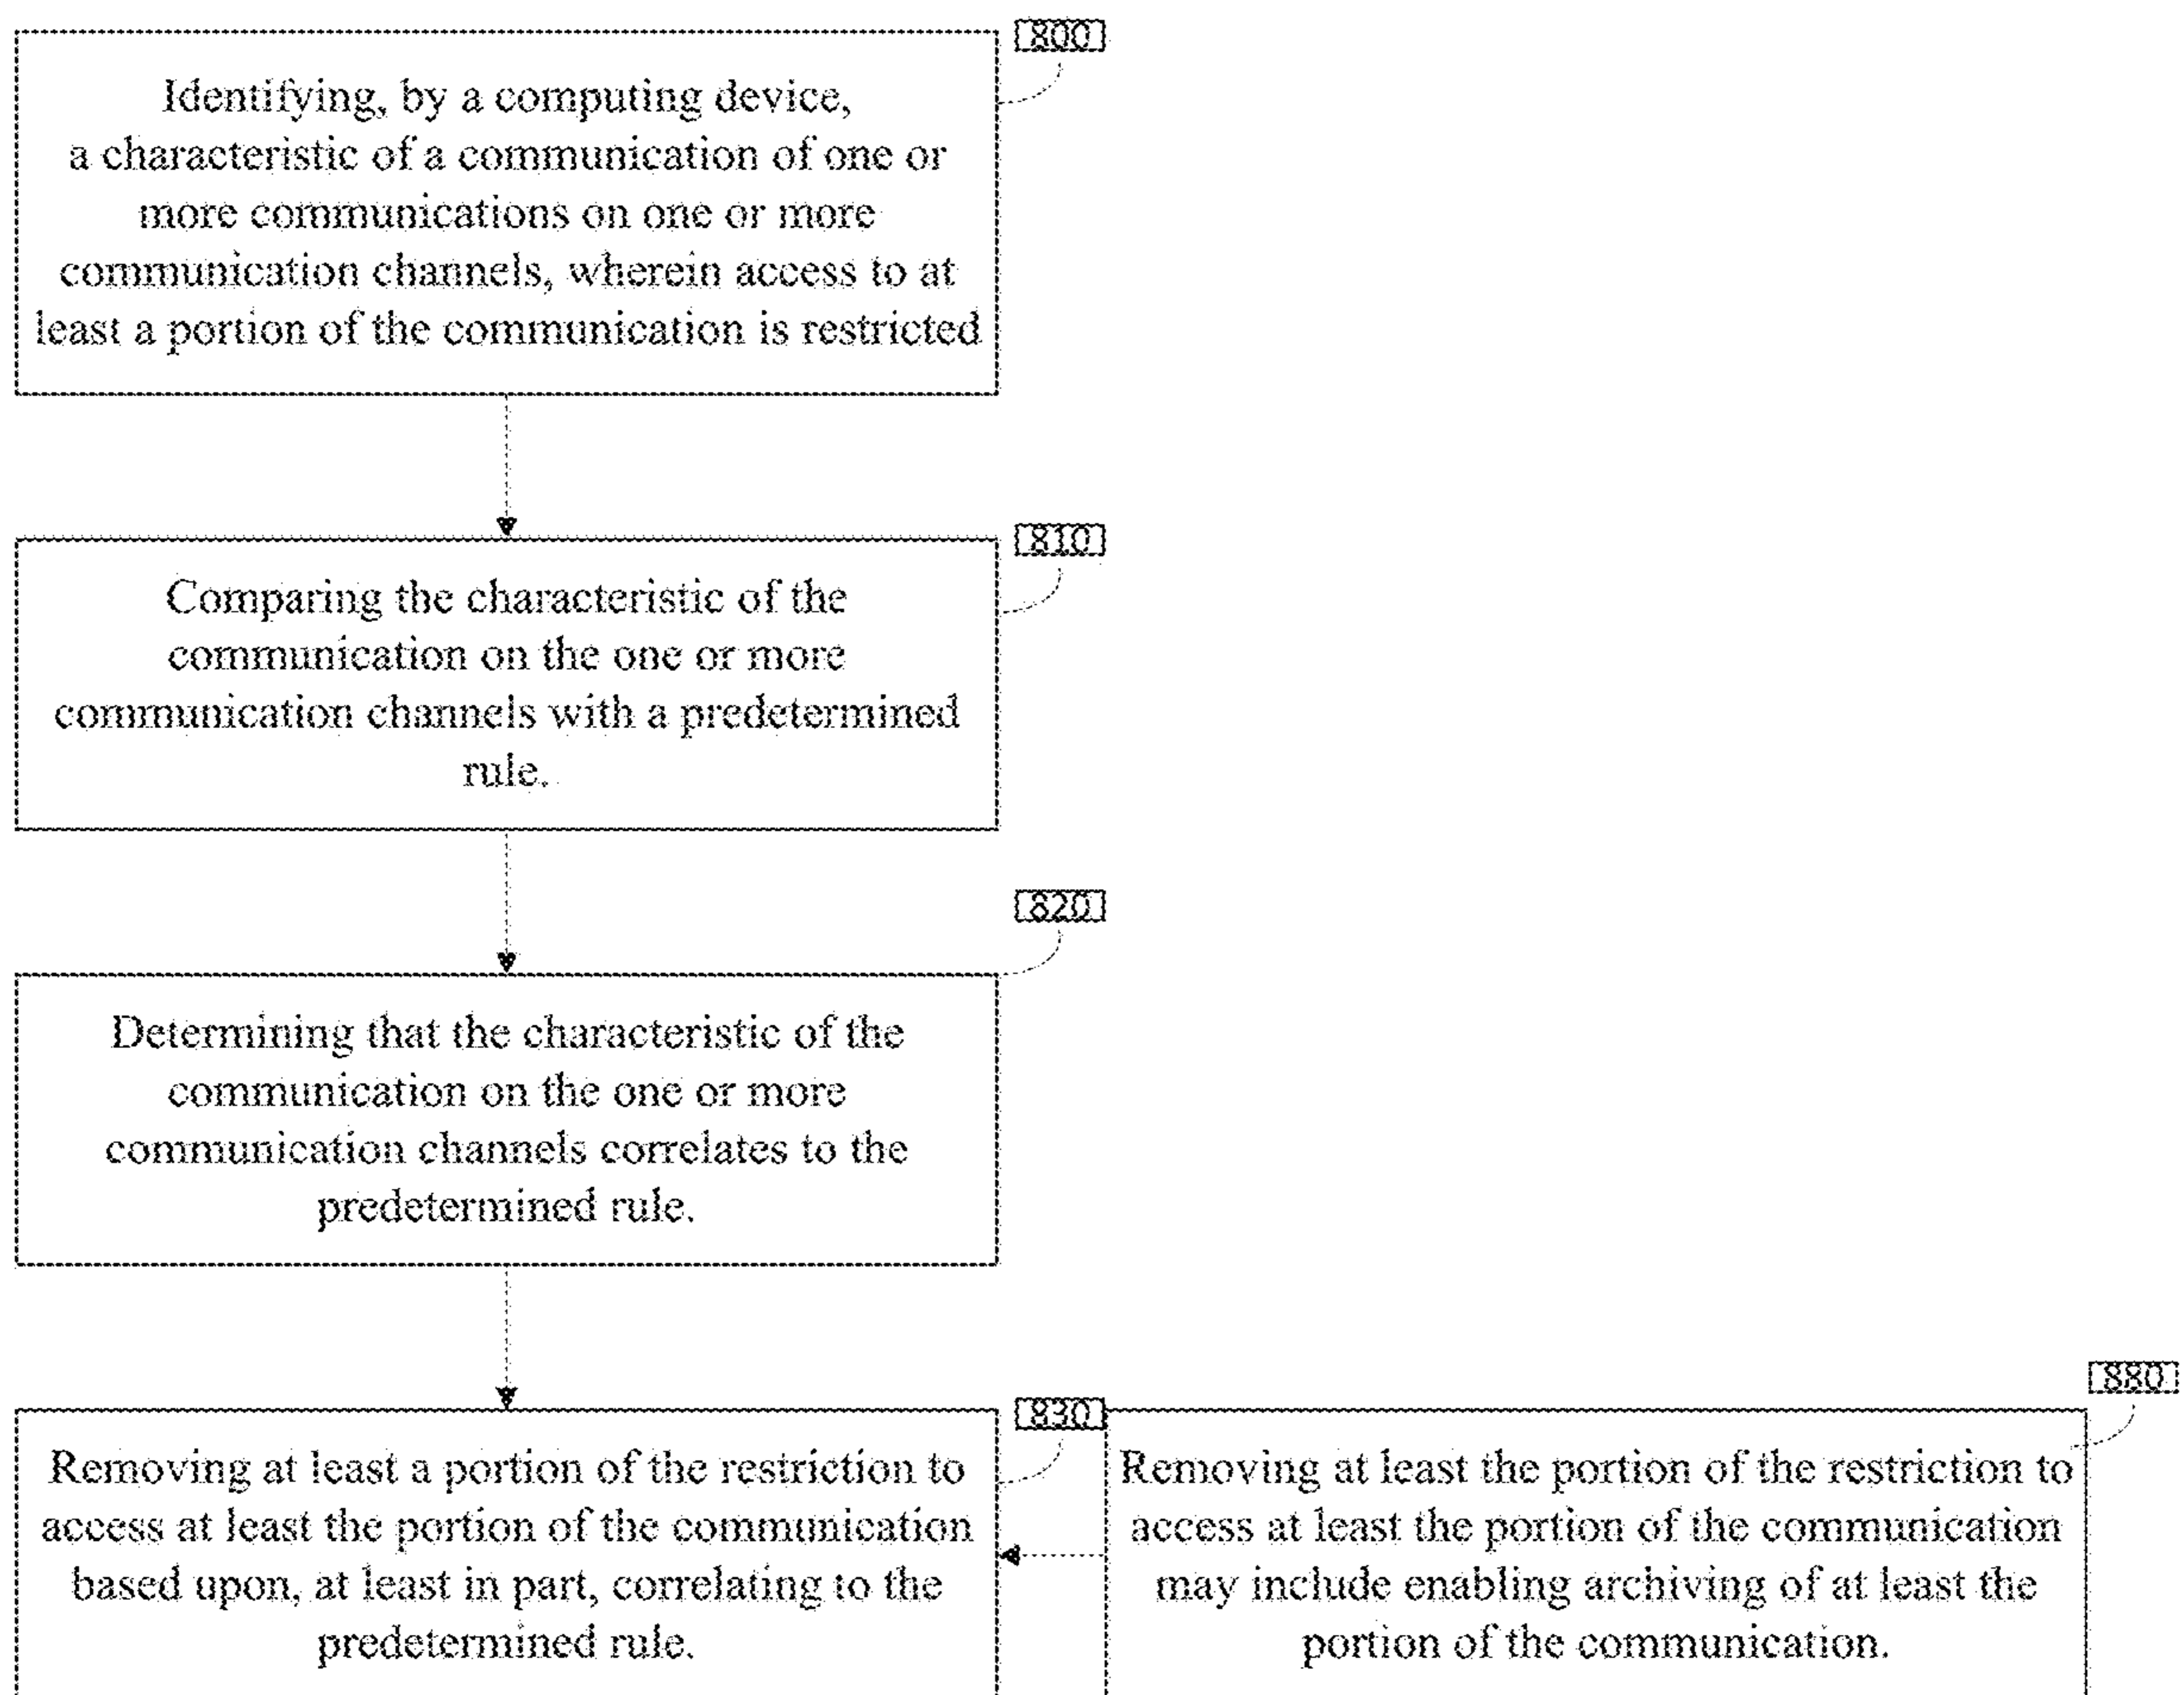 800
Identifying, by a computing device,
a characteristic of a communication of one or
more communications on one or more
communication channels, wherein access to at
least a portion of the communication is restricted
810
Comparing the characteristic of the
communication on the one or more
communication channels with a predetermined
rule.
820
Determining that the characteristic of the
communication on the one or more
communication channels correlates to the
predetermined rule.
830
Removing at least a portion of the restriction to
access at least the portion of the communication
based upon, at least in part, correlating to the
predetermined rule.
880
Removing at least the portion of the restriction to
access at least the portion of the communication
may include enabling archiving of at least the
portion of the communication.